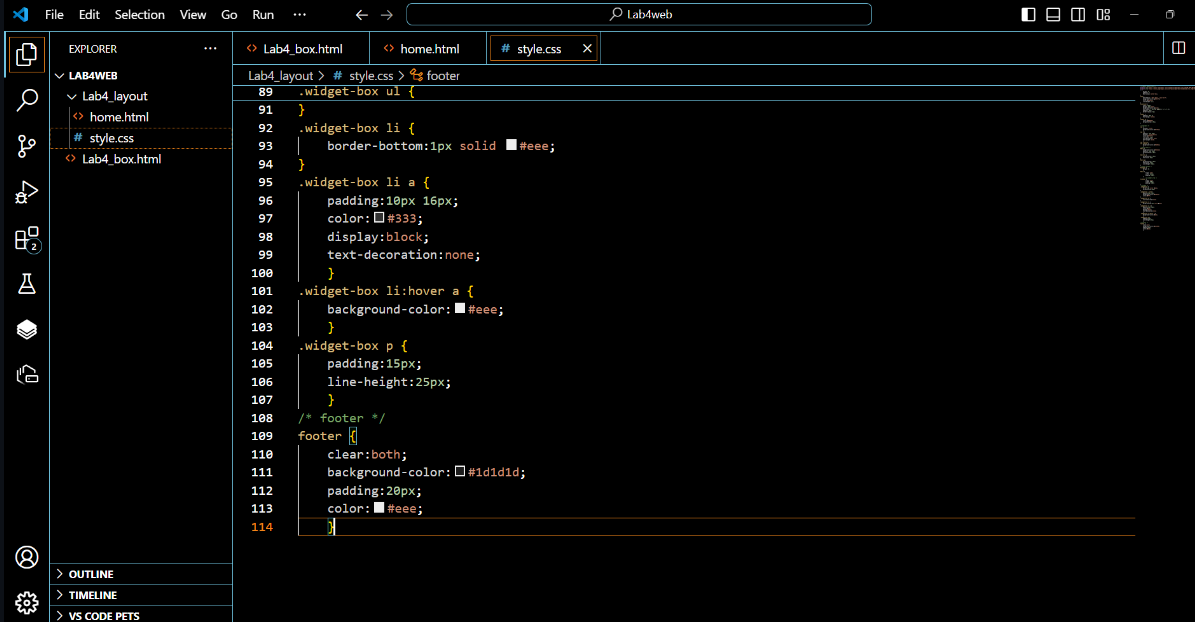 File Edit Selection View Go Run ··· Lab4web
EXPLORER ···
LAB4WEB
Lab4_layout
<> home.html
# style.css
<> Lab4_box.html
2
OUTLINE
TIMELINE
VS CODE PETS
<> Lab4_box.html <> home.html # style.css ×
Lab4_layout > # style.css > footer
89 .widget-box ul {
91 }
92 .widget-box li {
93 border-bottom:1px solid #eee;
94 }
95 .widget-box li a {
96 padding:10px 16px;
97 color:#333;
98 display:block;
99 text-decoration:none;
100 }
101 .widget-box li:hover a {
102 background-color:#eee;
103 }
104 .widget-box p {
105 padding:15px;
106 line-height:25px;
107 }
108 /* footer */
109 footer {
110 clear:both;
111 background-color:#1d1d1d;
112 padding:20px;
113 color:#eee;
114 }